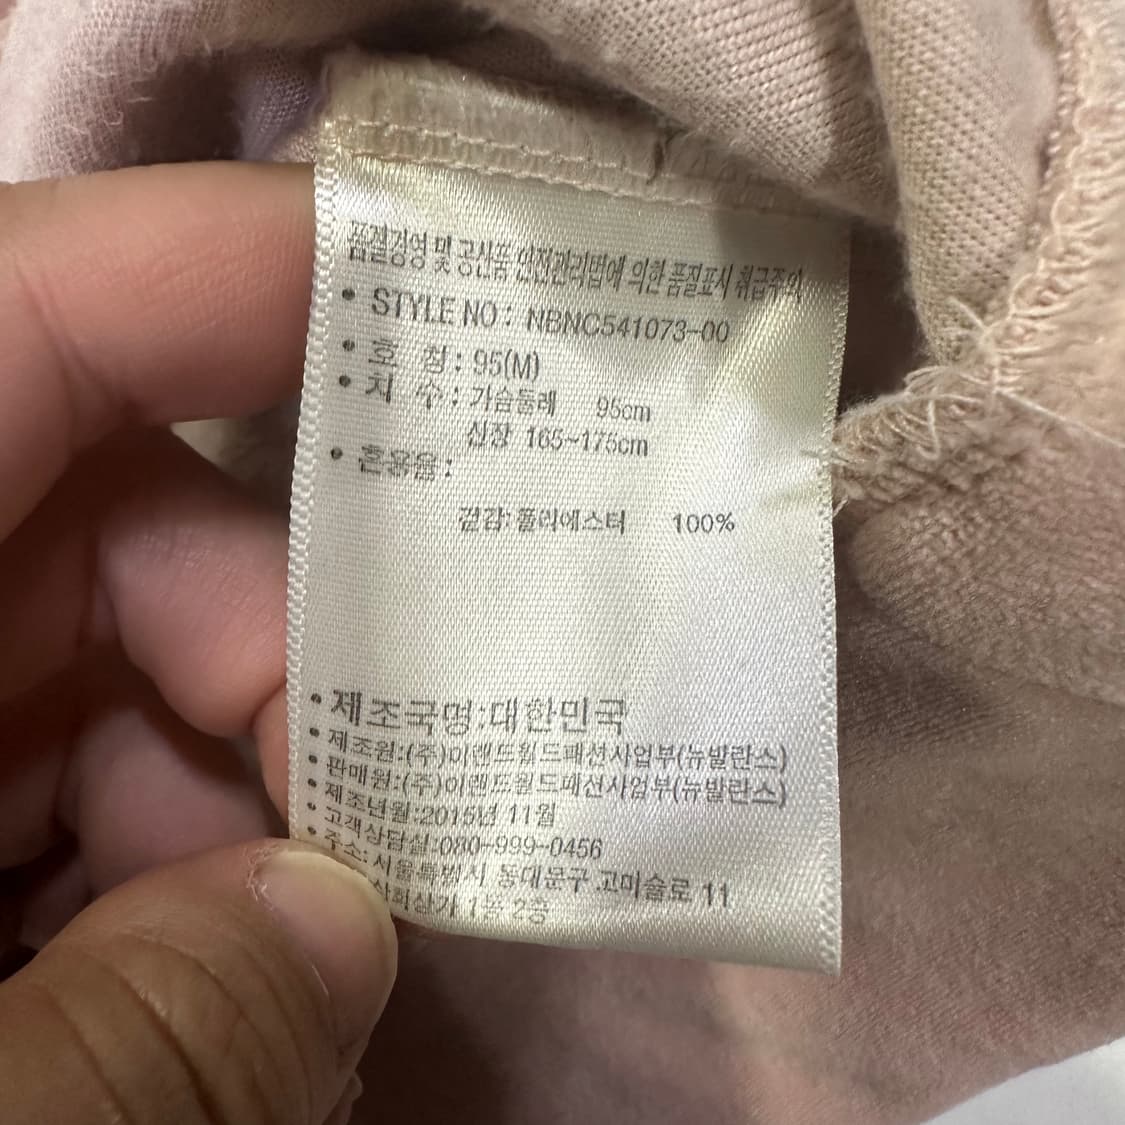 품질경영 및 공산품 안전관리법에 의한 품질표시 취급주의
• STYLE NO : NBNC541073-00
• 호 칭 : 95(M)
• 치 수 : 가슴둘레 95cm
신장 165~175cm
• 혼용율 :
겉감:폴리에스터 100%
• 제조국명:대한민국
• 제조원:(주)이랜드월드패션사업부(뉴발란스)
• 판매원:(주)이랜드월드패션사업부(뉴발란스)
• 제조년월:2015년 11월
• 고객상담실:080-999-0456
• 주소: 서울특별시 동대문구 고미술로 11
1동 2층